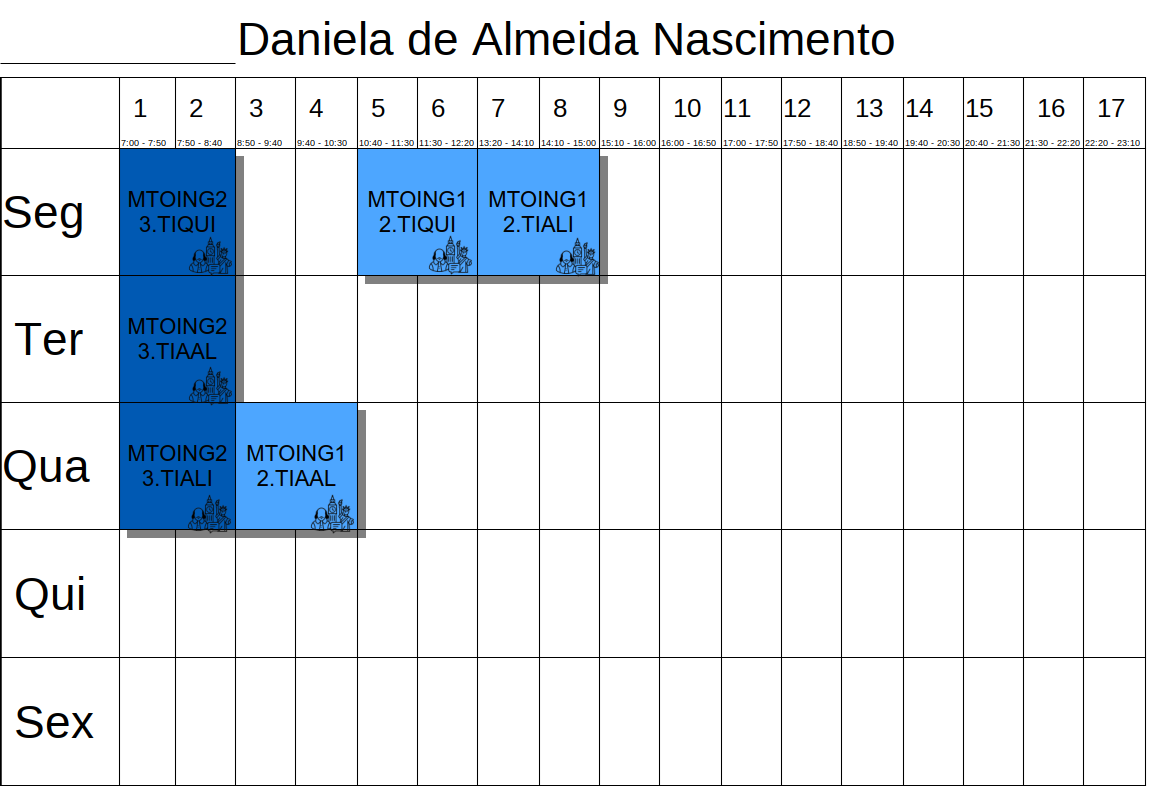 Daniela de Almeida Nascimento
1 2 3 4 5 6 7 8 9 10 11 12 13 14 15 16 17
7:00 - 7:50 7:50 - 8:40 8:50 - 9:40 9:40 - 10:30 10:40 - 11:30 11:30 - 12:20 13:20 - 14:10 14:10 - 15:00 15:10 - 16:00 16:00 - 16:50 17:00 - 17:50 17:50 - 18:40 18:50 - 19:40 19:40 - 20:30 20:40 - 21:30 21:30 - 22:20 22:20 - 23:10
Seg
MTOING2
3.TIQUI
MTOING1
2.TIQUI
MTOING1
2.TIALI
Ter
MTOING2
3.TIAAL
Qua
MTOING2
3.TIALI
MTOING1
2.TIAAL
Qui
Sex